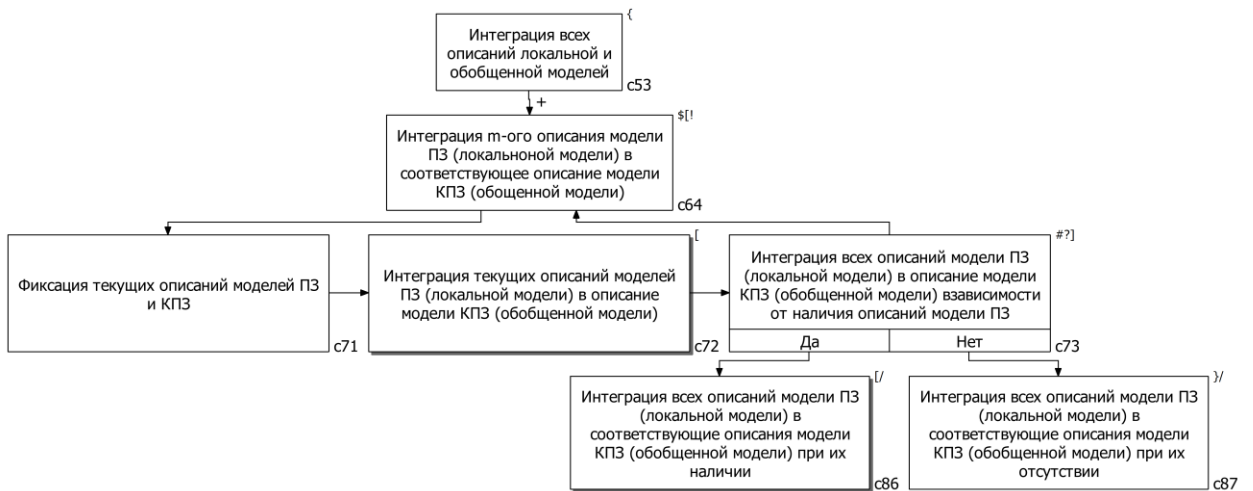 {
Интеграция всех
описаний локальной и
обобщенной моделей
c53
+
$[!
Интеграция m-ого описания модели
ПЗ (локальноной модели) в
соответствующее описание модели
КПЗ (обощенной модели)
c64
Фиксация текущих описаний моделей ПЗ
и КПЗ
c71
[
Интеграция текущих описаний моделей
ПЗ (локальной модели) в описание
модели КПЗ (обобщенной модели)
c72
#?]
Интеграция всех описаний модели ПЗ
(локальной модели) в описание модели
КПЗ (обобщенной модели) взависимости
от наличия описаний модели ПЗ
Да
Нет
c73
[/
Интеграция всех описаний модели ПЗ
(локальной модели) в
соответствующие описания модели
КПЗ (обобщенной модели) при их
наличии
c86
}/
Интеграция всех описаний модели ПЗ
(локальной модели) в
соответствующие описания модели
КПЗ (обобщенной модели) при их
отсутствии
c87